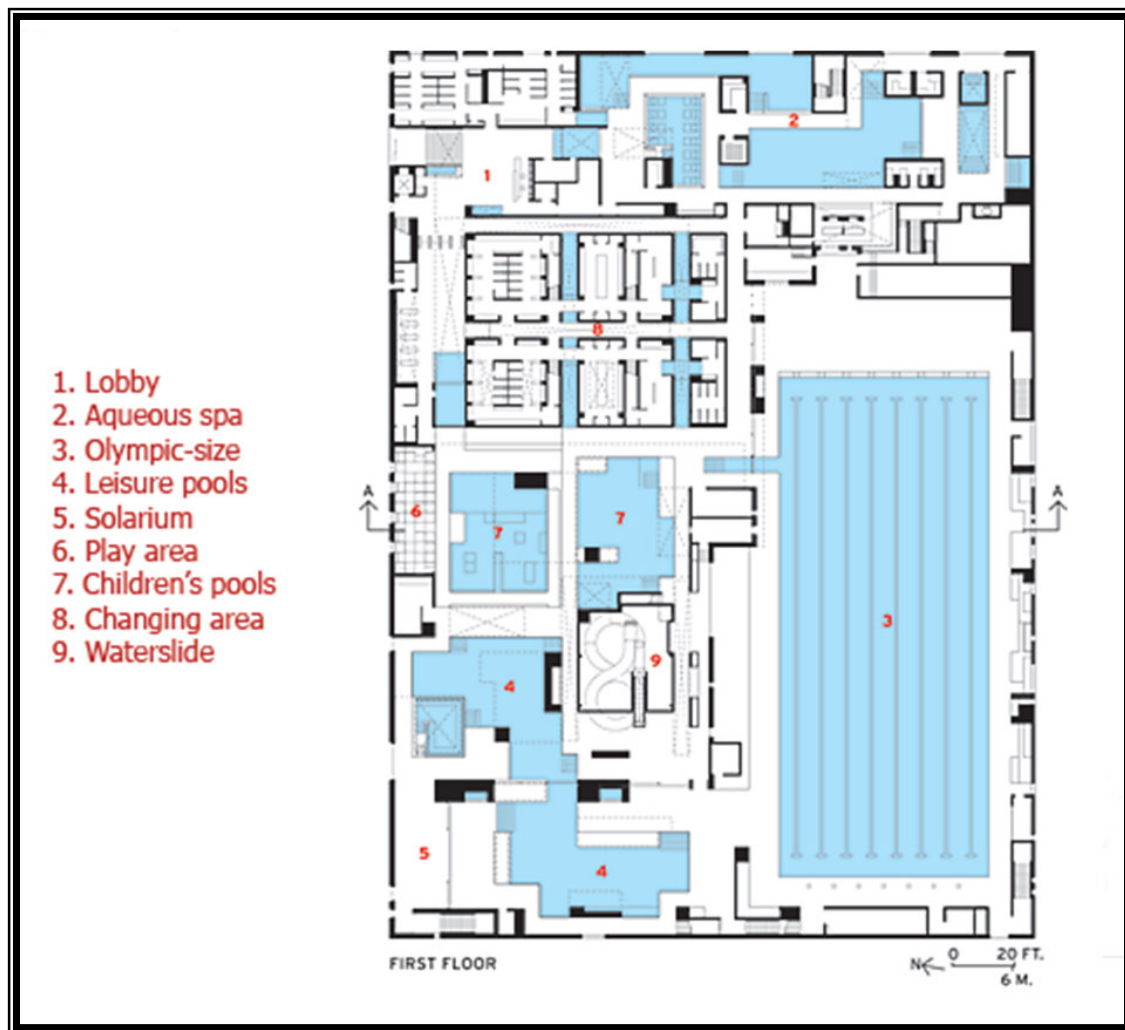 1. Lobby
2. Aqueous spa
3. Olympic-size
4. Leisure pools
5. Solarium
6. Play area
7. Children's pools
8. Changing area
9. Waterslide
2
1
8
A
A
6
7
7
3
9
4
5
4
FIRST FLOOR
N
0 20 FT.
6 M.